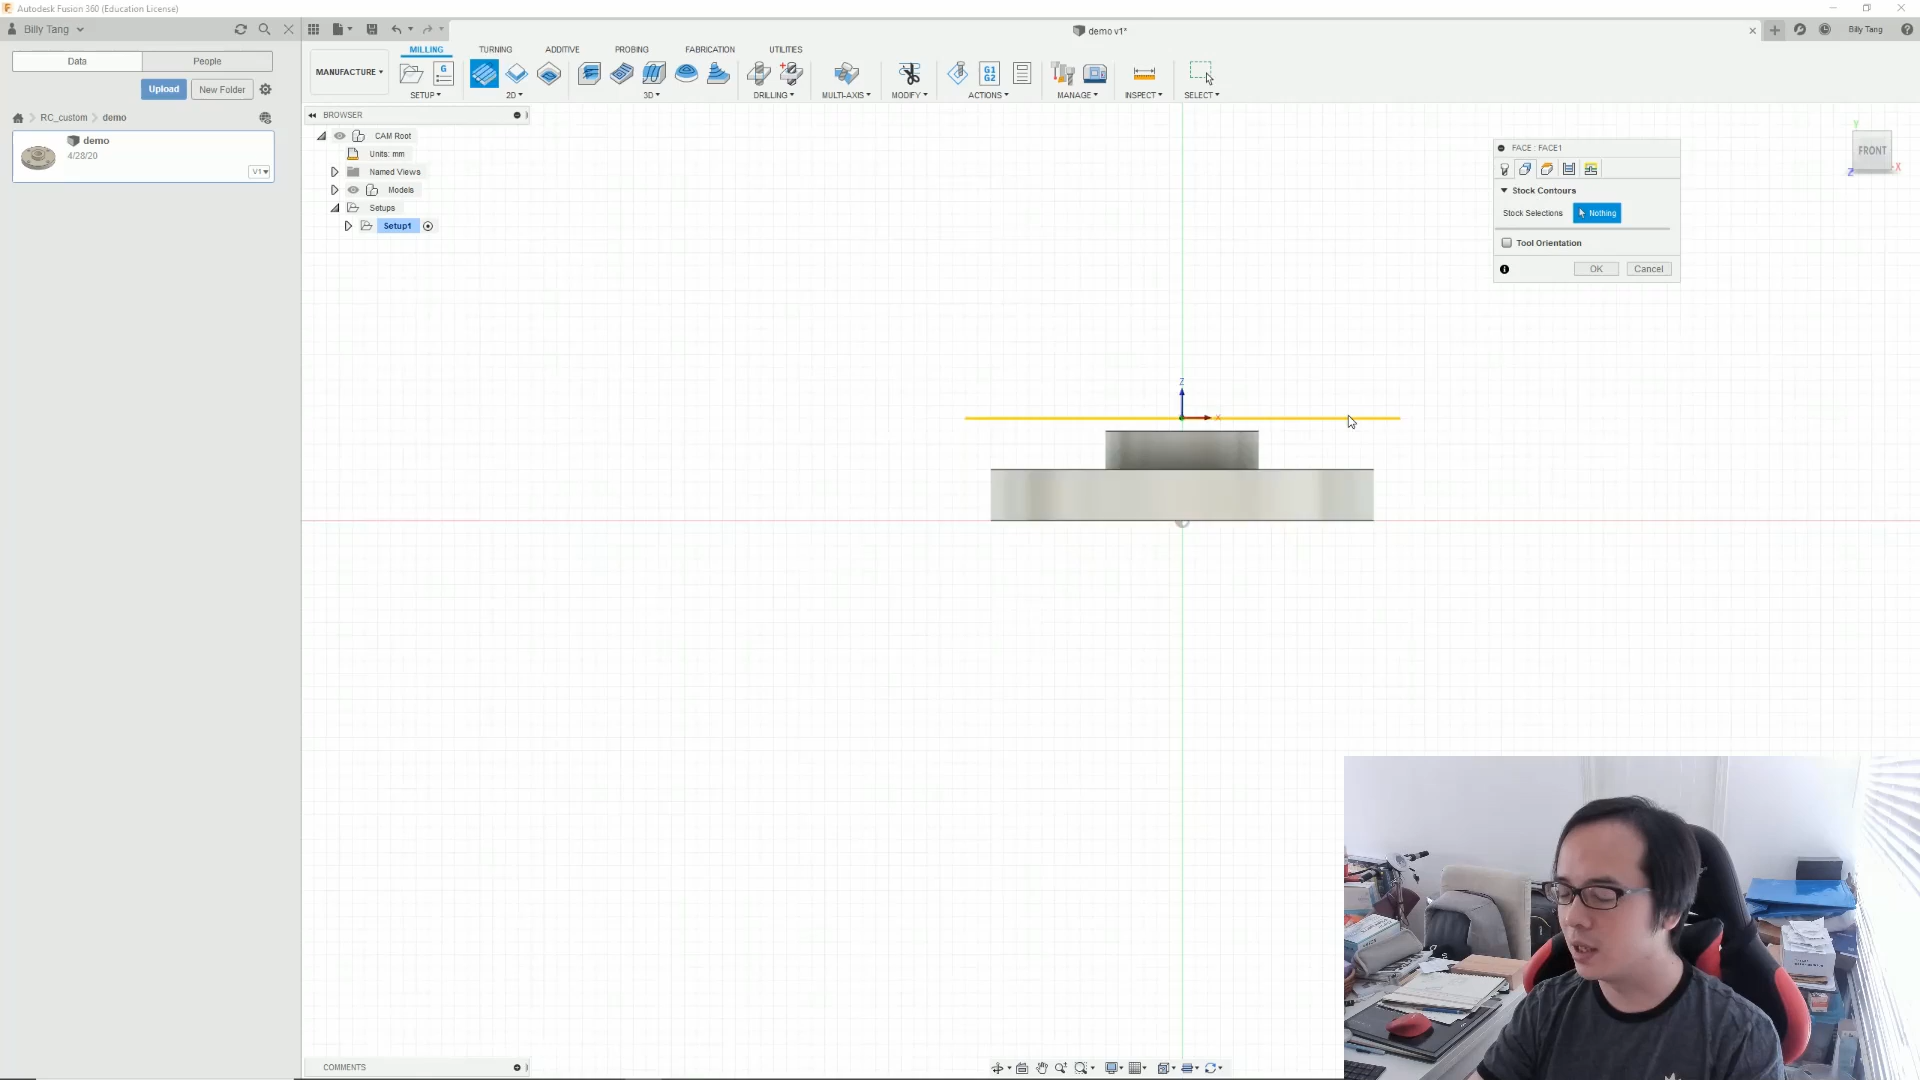 Autodesk Fusion 360 (Education License)
Billy Tang
demo v1*
Billy Tang
Data
People
Upload
New Folder
RC_custom
demo
demo
4/28/20
V1
MANUFACTURE
MILLING
TURNING
ADDITIVE
PROBING
FABRICATION
UTILITIES
G
G1
G2
SETUP
2D
3D
DRILLING
MULTI-AXIS
MODIFY
ACTIONS
MANAGE
INSPECT
SELECT
BROWSER
CAM Root
Units: mm
Named Views
Models
Setups
Setup1
Y
FRONT
X
Z
FACE : FACE1
Stock Contours
Stock Selections
Nothing
Tool Orientation
OK
Cancel
Z
X
COMMENTS